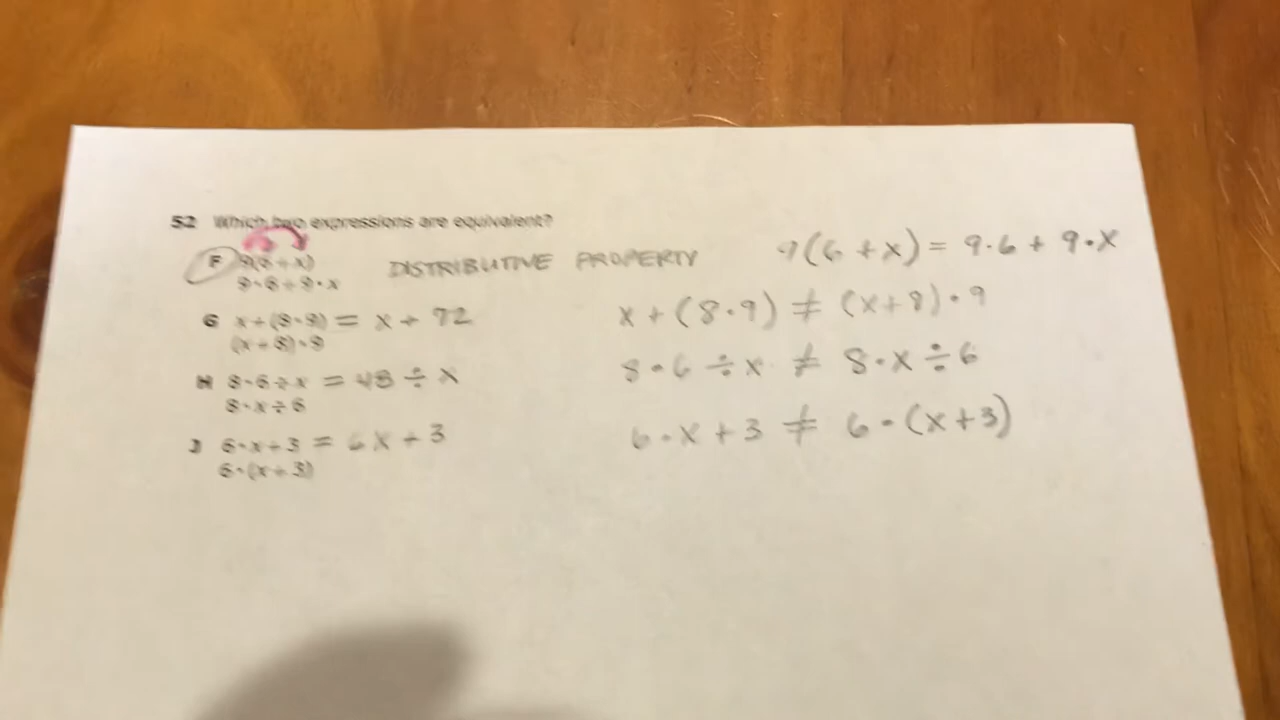 52 Which two expressions are equivalent?
F 9(6 + x) DISTRIBUTIVE PROPERTY 9(6 + x) = 9·6 + 9·x
9·6 + 9·x
G x + (8·9) = x + 72 x + (8·9) ≠ (x+8)·9
(x + 8)·9
H 8·6 ÷ x = 48 ÷ x 8·6 ÷ x ≠ 8·x ÷ 6
8·x ÷ 6
J 6·x + 3 = 6x + 3 6·x + 3 ≠ 6·(x+3)
6·(x + 3)